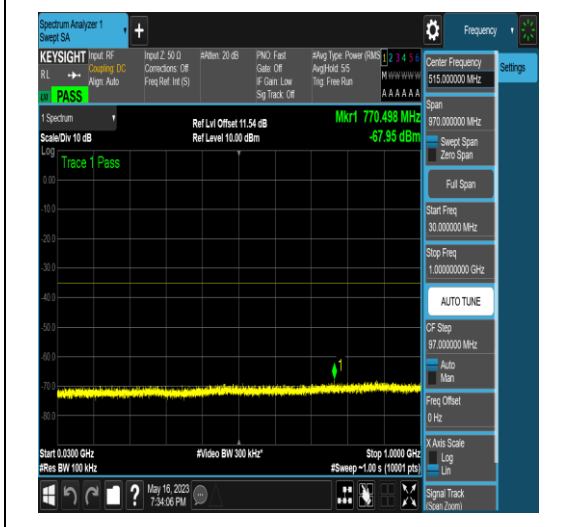 Spectrum Analyzer 1
Swept SA
+
Frequency
KEYSIGHT
RL
PASS
Input: RF
Coupling: DC
Align: Auto
Input Z: 50 Ω
Corrections: Off
Freq Ref: Int (S)
#Atten: 20 dB
PNO: Fast
Gate: Off
IF Gain: Low
Sig Track: Off
#Avg Type: Power (RMS)
Avg|Hold: 5/5
Trig: Free Run
1 2 3 4 5 6
M W W W W W
A A A A A A
1 Spectrum
Scale/Div 10 dB
Log
Ref Lvl Offset 11.54 dB
Ref Level 10.00 dBm
Mkr1 770.498 MHz
-67.95 dBm
Trace 1 Pass
0.00
-10.0
-20.0
-30.0
-40.0
-50.0
-60.0
-70.0
-80.0
1
Start 0.0300 GHz
#Res BW 100 kHz
#Video BW 300 kHz*
Stop 1.0000 GHz
#Sweep ~1.00 s (10001 pts)
May 16, 2023
7:34:06 PM
?
Settings
Center Frequency
515.000000 MHz
Span
970.000000 MHz
Swept Span
Zero Span
Full Span
Start Freq
30.000000 MHz
Stop Freq
1.000000000 GHz
AUTO TUNE
CF Step
97.000000 MHz
Auto
Man
Freq Offset
0 Hz
X Axis Scale
Log
Lin
Signal Track
(Span Zoom)